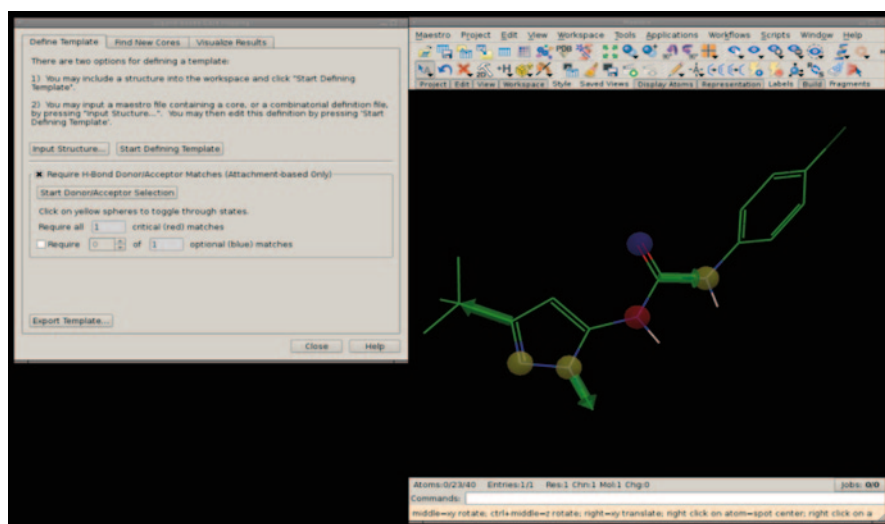 Define Template Find New Cores Visualize Results
There are two options for defining a template:
1) You may include a structure into the workspace and click "Start Defining
Template".
2) You may input a maestro file containing a core, or a combinatorial definition file,
by pressing "Input Stucture...". You may then edit this definition by pressing 'Start
Defining Template'.
Input Structure... Start Defining Template
Require H-Bond Donor/Acceptor Matches (Attachment-based Only)
Start Donor/Acceptor Selection
Click on yellow spheres to toggle through states.
Require all 1 critical (red) matches
Require 0 of 1 optional (blue) matches
Export Template...
Close Help
Maestro Project Edit View Workspace Tools Applications Workflows Scripts Window Help
PDB
2D +H
Project Edit View Workspace Style Saved Views Display Atoms Representation Labels Build Fragments
Atoms:0/23/40 Entries:1/1 Res:1 Chn:1 Mol:1 Chg:0 Jobs: 0/0
Commands:
middle=xy rotate; ctrl+middle=z rotate; right=xy translate; right click on atom=spot center; right click on a